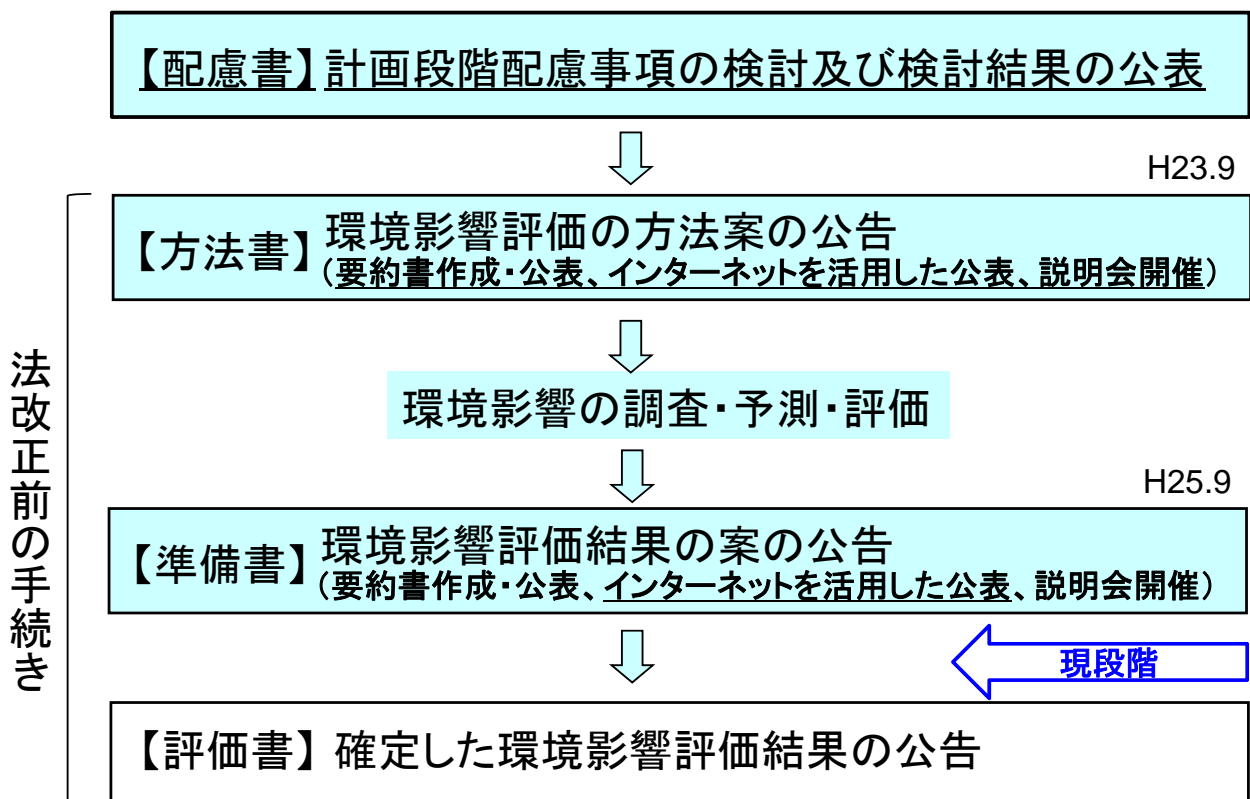 【配慮書】計画段階配慮事項の検討及び検討結果の公表
H23.9
【方法書】環境影響評価の方法案の公告
（要約書作成・公表、インターネットを活用した公表、説明会開催）
環境影響の調査・予測・評価
H25.9
【準備書】環境影響評価結果の案の公告
（要約書作成・公表、インターネットを活用した公表、説明会開催）
現段階
【評価書】確定した環境影響評価結果の公告
法改正前の手続き